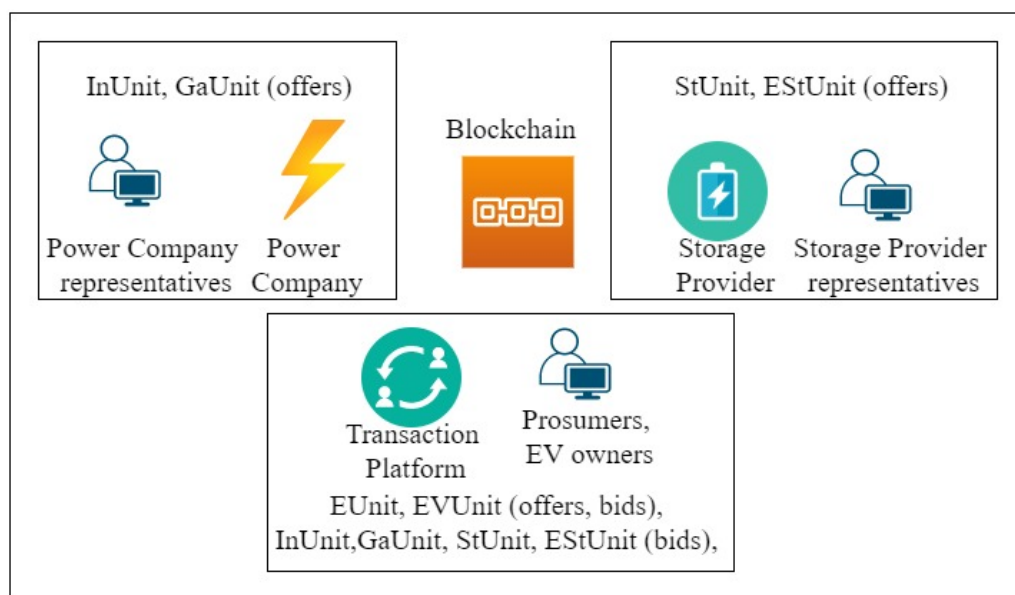 InUnit, GaUnit (offers)
Power Company
representatives
Power
Company
Blockchain
StUnit, EStUnit (offers)
Storage
Provider
Storage Provider
representatives
Transaction
Platform
Prosumers,
EV owners
EUnit, EVUnit (offers, bids),
InUnit,GaUnit, StUnit, EStUnit (bids),